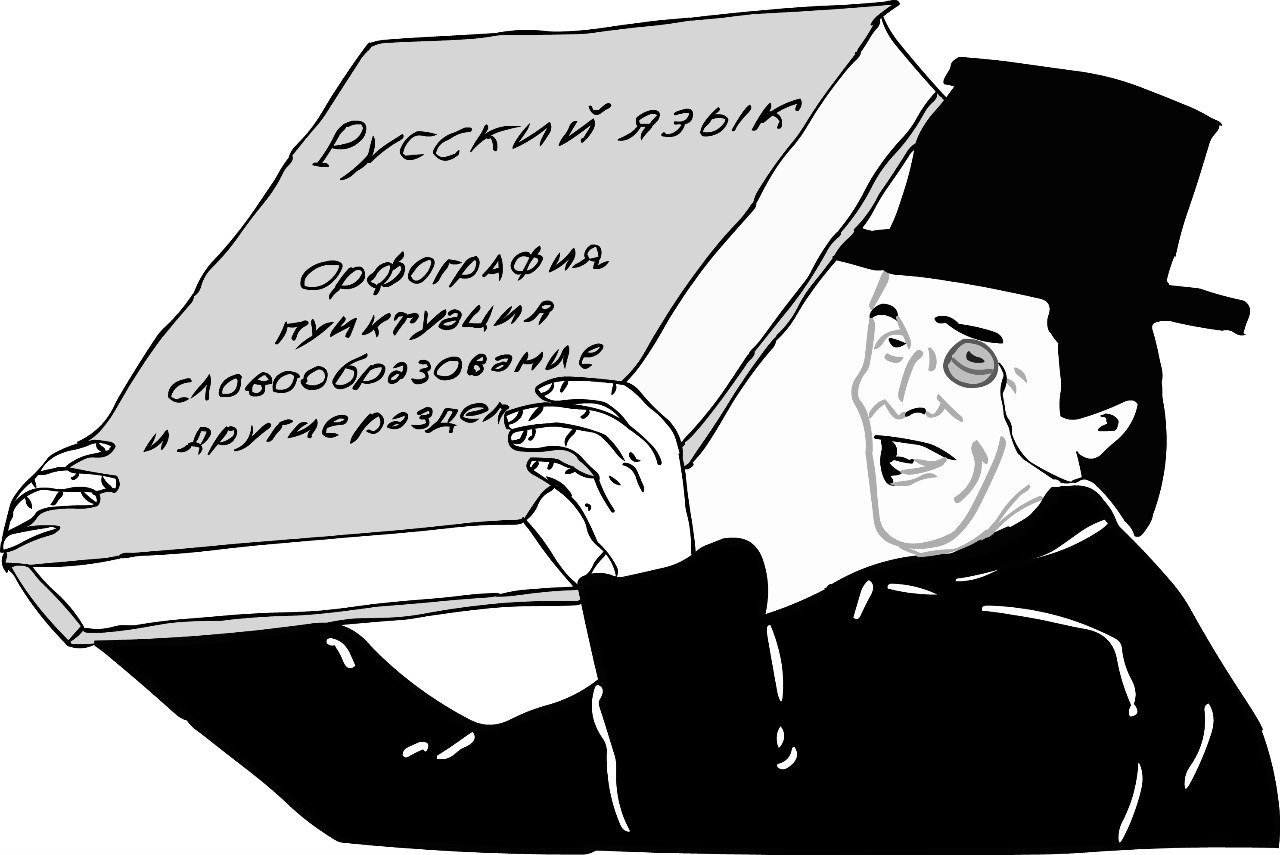 Русский язык
Орфография
пунктуация
словообразование
и другие раздел